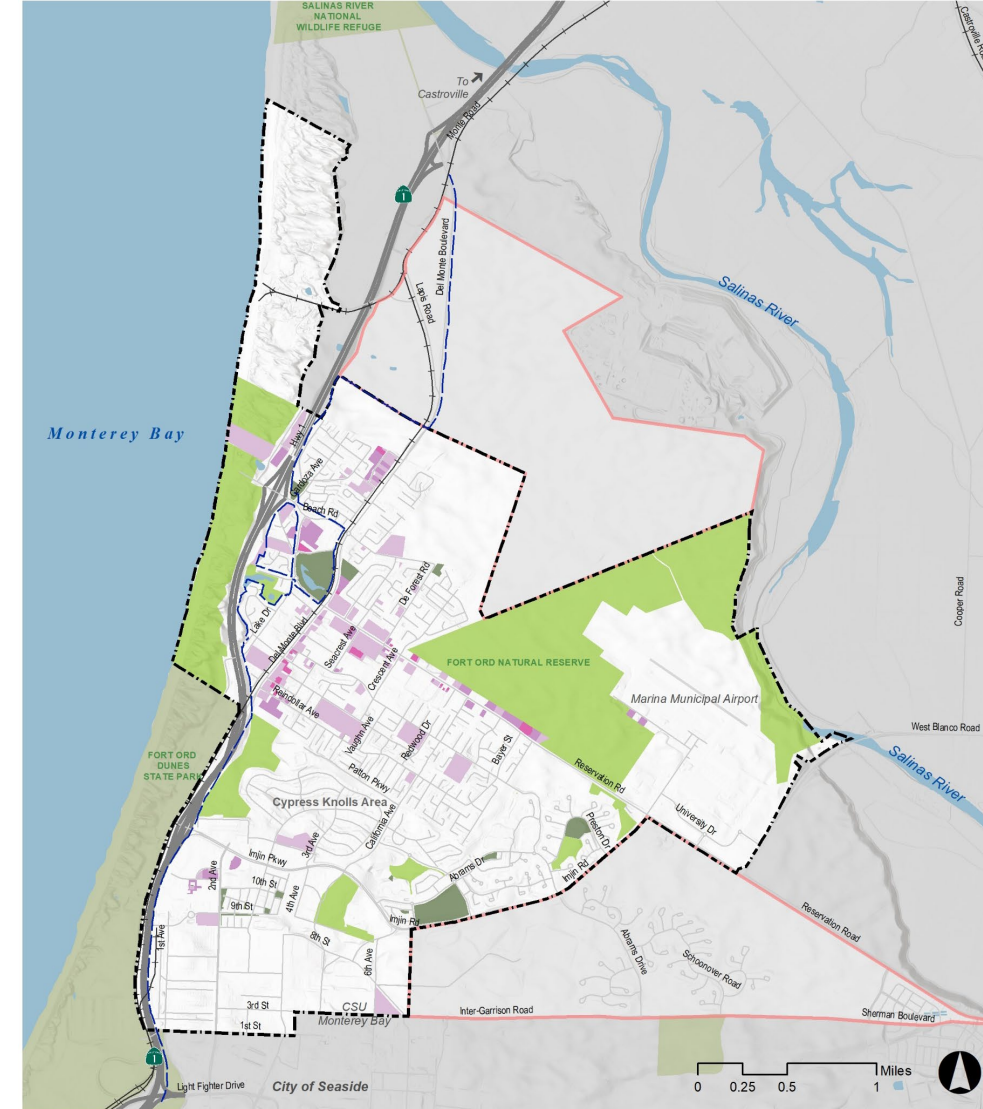 SALINAS RIVER
NATIONAL
WILDLIFE REFUGE
Castroville Ro
To
Castroville
Monte Road
1
Del Monte Boulevard
Lapis Road
Salinas River
Monterey Bay
Hwy 1
Cardoza Ave
Beach Rd
De Forest Rd
Cooper Road
Lake Dr
Del Monte Blvd
Seacrest Ave
Crescent Ave
FORT ORD NATURAL RESERVE
Marina Municipal Airport
Reindollar Ave
Vaughn Ave
Redwood Dr
Bayer St
West Blanco Road
Salinas River
FORT ORD
DUNES
STATE PARK
Patton Pkwy
Reservation Rd
Cypress Knolls Area
California Ave
University Dr
Preston Dr
3rd Ave
Imjin Pkwy
2nd Ave
10th St
4th Ave
9th St
Abrams Dr
Imjin Rd
Imjin Rd
8th St
1st Ave
6th Ave
Abrams Drive
Schoonover Road
Reservation Road
3rd St
CSU
Monterey Bay
1st St
Inter-Garrison Road
Sherman Boulevard
1
Light Fighter Drive
City of Seaside
Miles
0 0.25 0.5 1